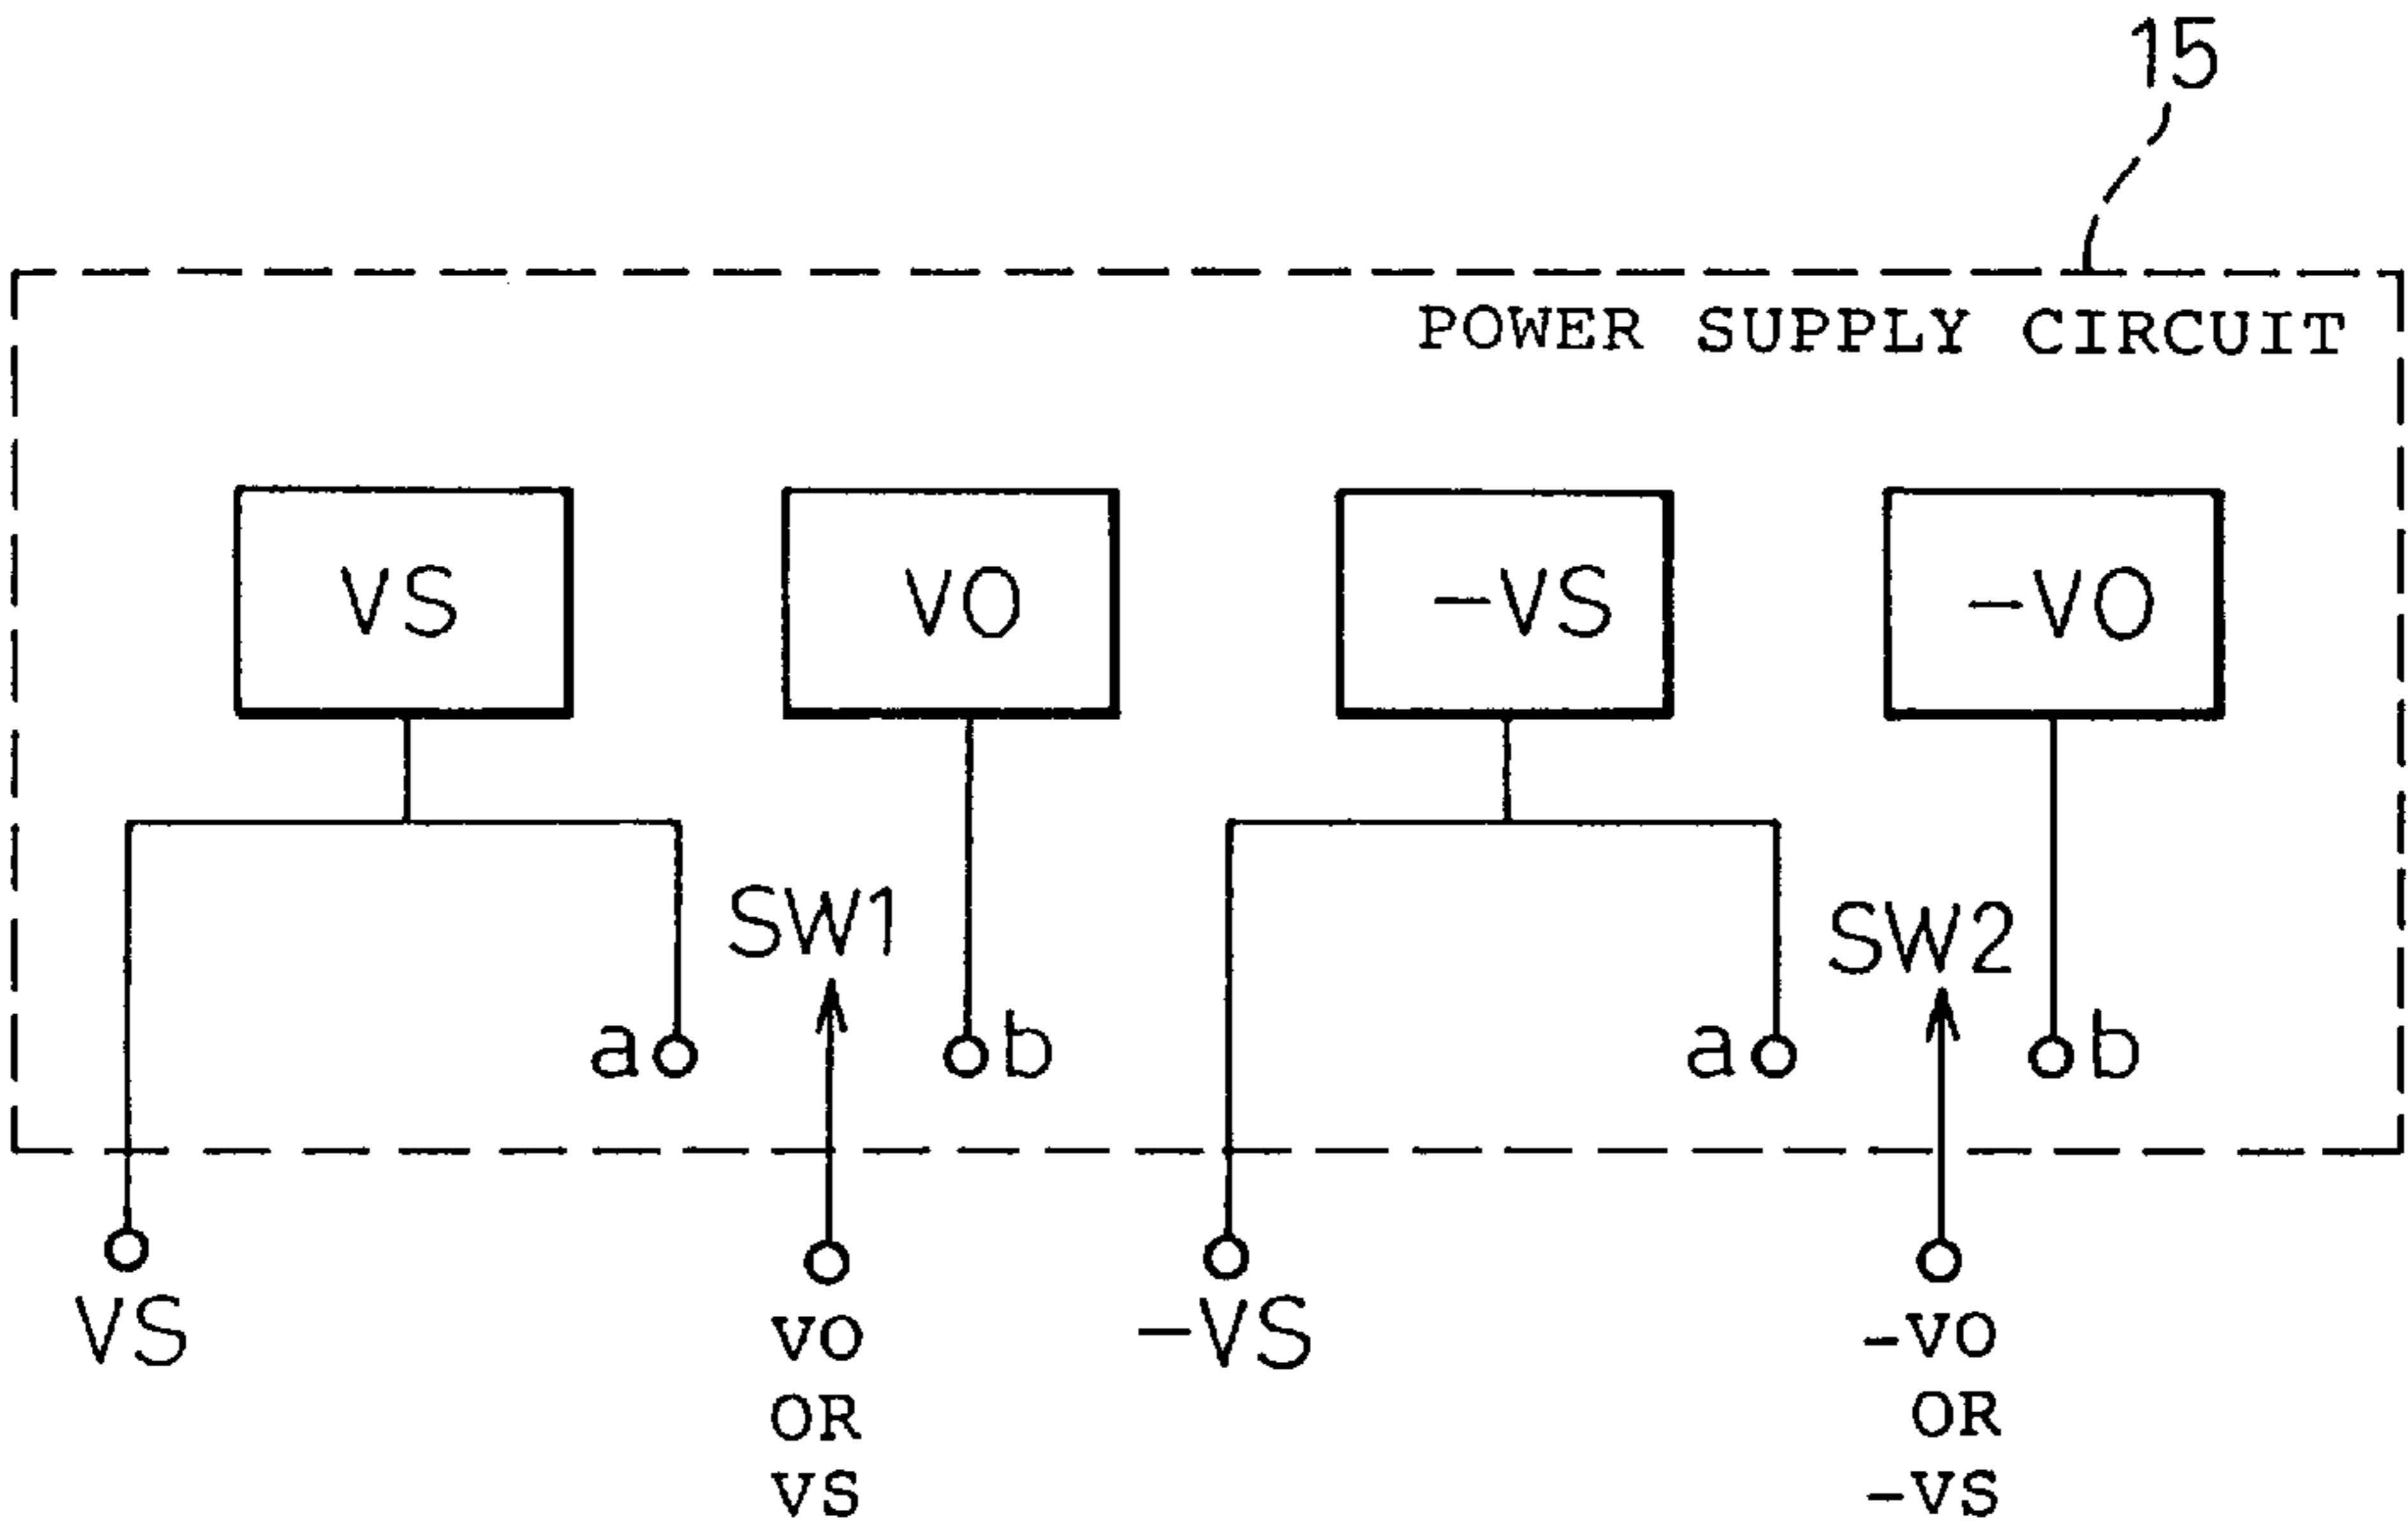 15
POWER SUPPLY CIRCUIT
VS
VO
-VS
-VO
SW1
SW2
a
b
a
b
VS
VO
OR
VS
-VS
-VO
OR
-VS